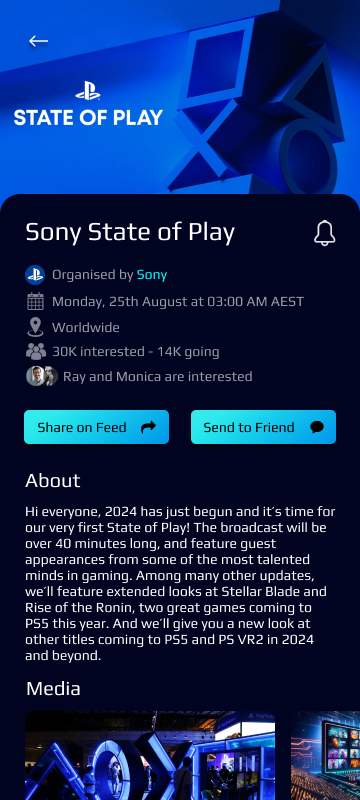 STATE OF PLAY
Sony State of Play
Organised by Sony
Monday, 25th August at 03:00 AM AEST
Worldwide
30K interested - 14K going
Ray and Monica are interested
Share on Feed
Send to Friend
About
Hi everyone, 2024 has just begun and it’s time for
our very first State of Play! The broadcast will be
over 40 minutes long, and feature guest
appearances from some of the most talented
minds in gaming. Among many other updates,
we’ll feature extended looks at Stellar Blade and
Rise of the Ronin, two great games coming to
PS5 this year. And we’ll give you a new look at
other titles coming to PS5 and PS VR2 in 2024
and beyond.
Media